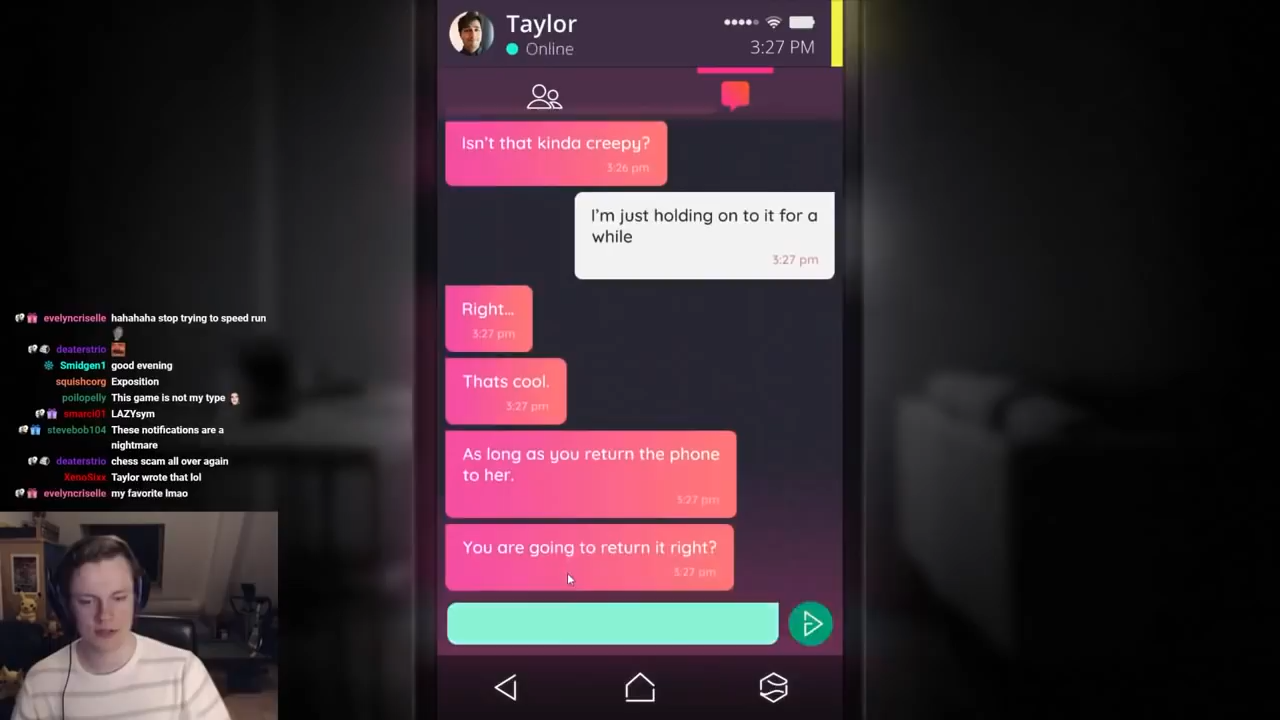 Taylor
Online
3:27 PM
Isn't that kinda creepy?
3:26 pm
I'm just holding on to it for a
while
3:27 pm
Right...
3:27 pm
Thats cool.
3:27 pm
As long as you return the phone
to her.
3:27 pm
You are going to return it right?
3:27 pm
evelyncriselle hahahaha stop trying to speed run
deaterstrio
Smidgen1 good evening
squishcorg Exposition
poilopelly This game is not my type
smarci01 LAZYsym
stevebob104 These notifications are a
nightmare
deaterstrio chess scam all over again
XenoSixx Taylor wrote that lol
evelyncriselle my favorite lmao